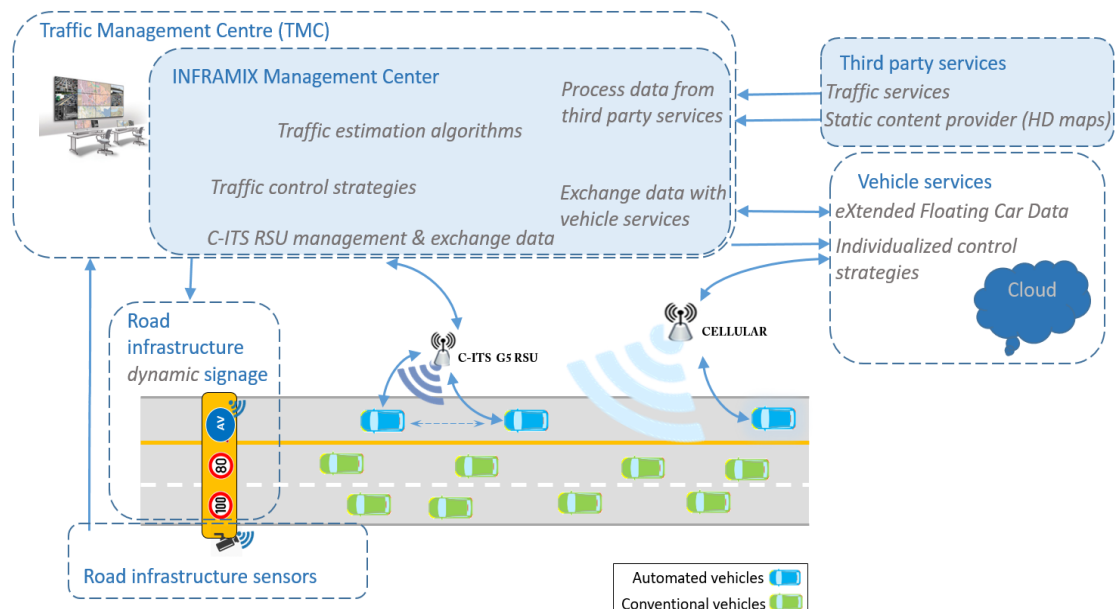 Traffic Management Centre (TMC)
INFRAMIX Management Center
Process data from
third party services
Traffic estimation algorithms
Traffic control strategies
Exchange data with
vehicle services
C-ITS RSU management & exchange data
Third party services
Traffic services
Static content provider (HD maps)
Vehicle services
eXtended Floating Car Data
Individualized control
strategies
Cloud
Road
infrastructure
dynamic signage
C-ITS G5 RSU
CELLULAR
AV
80
100
Road infrastructure sensors
Automated vehicles
Conventional vehicles